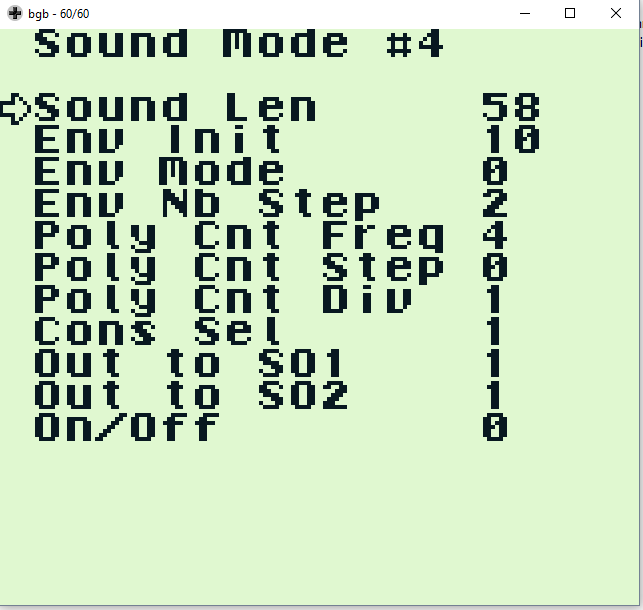 bgb - 60/60
Sound Mode #4
Sound Len 58
Env Init 10
Env Mode 0
Env Nb Step 2
Poly Cnt Freq 4
Poly Cnt Step 0
Poly Cnt Div 1
Cons Sel 1
Out to SO1 1
Out to SO2 1
On/Off 0